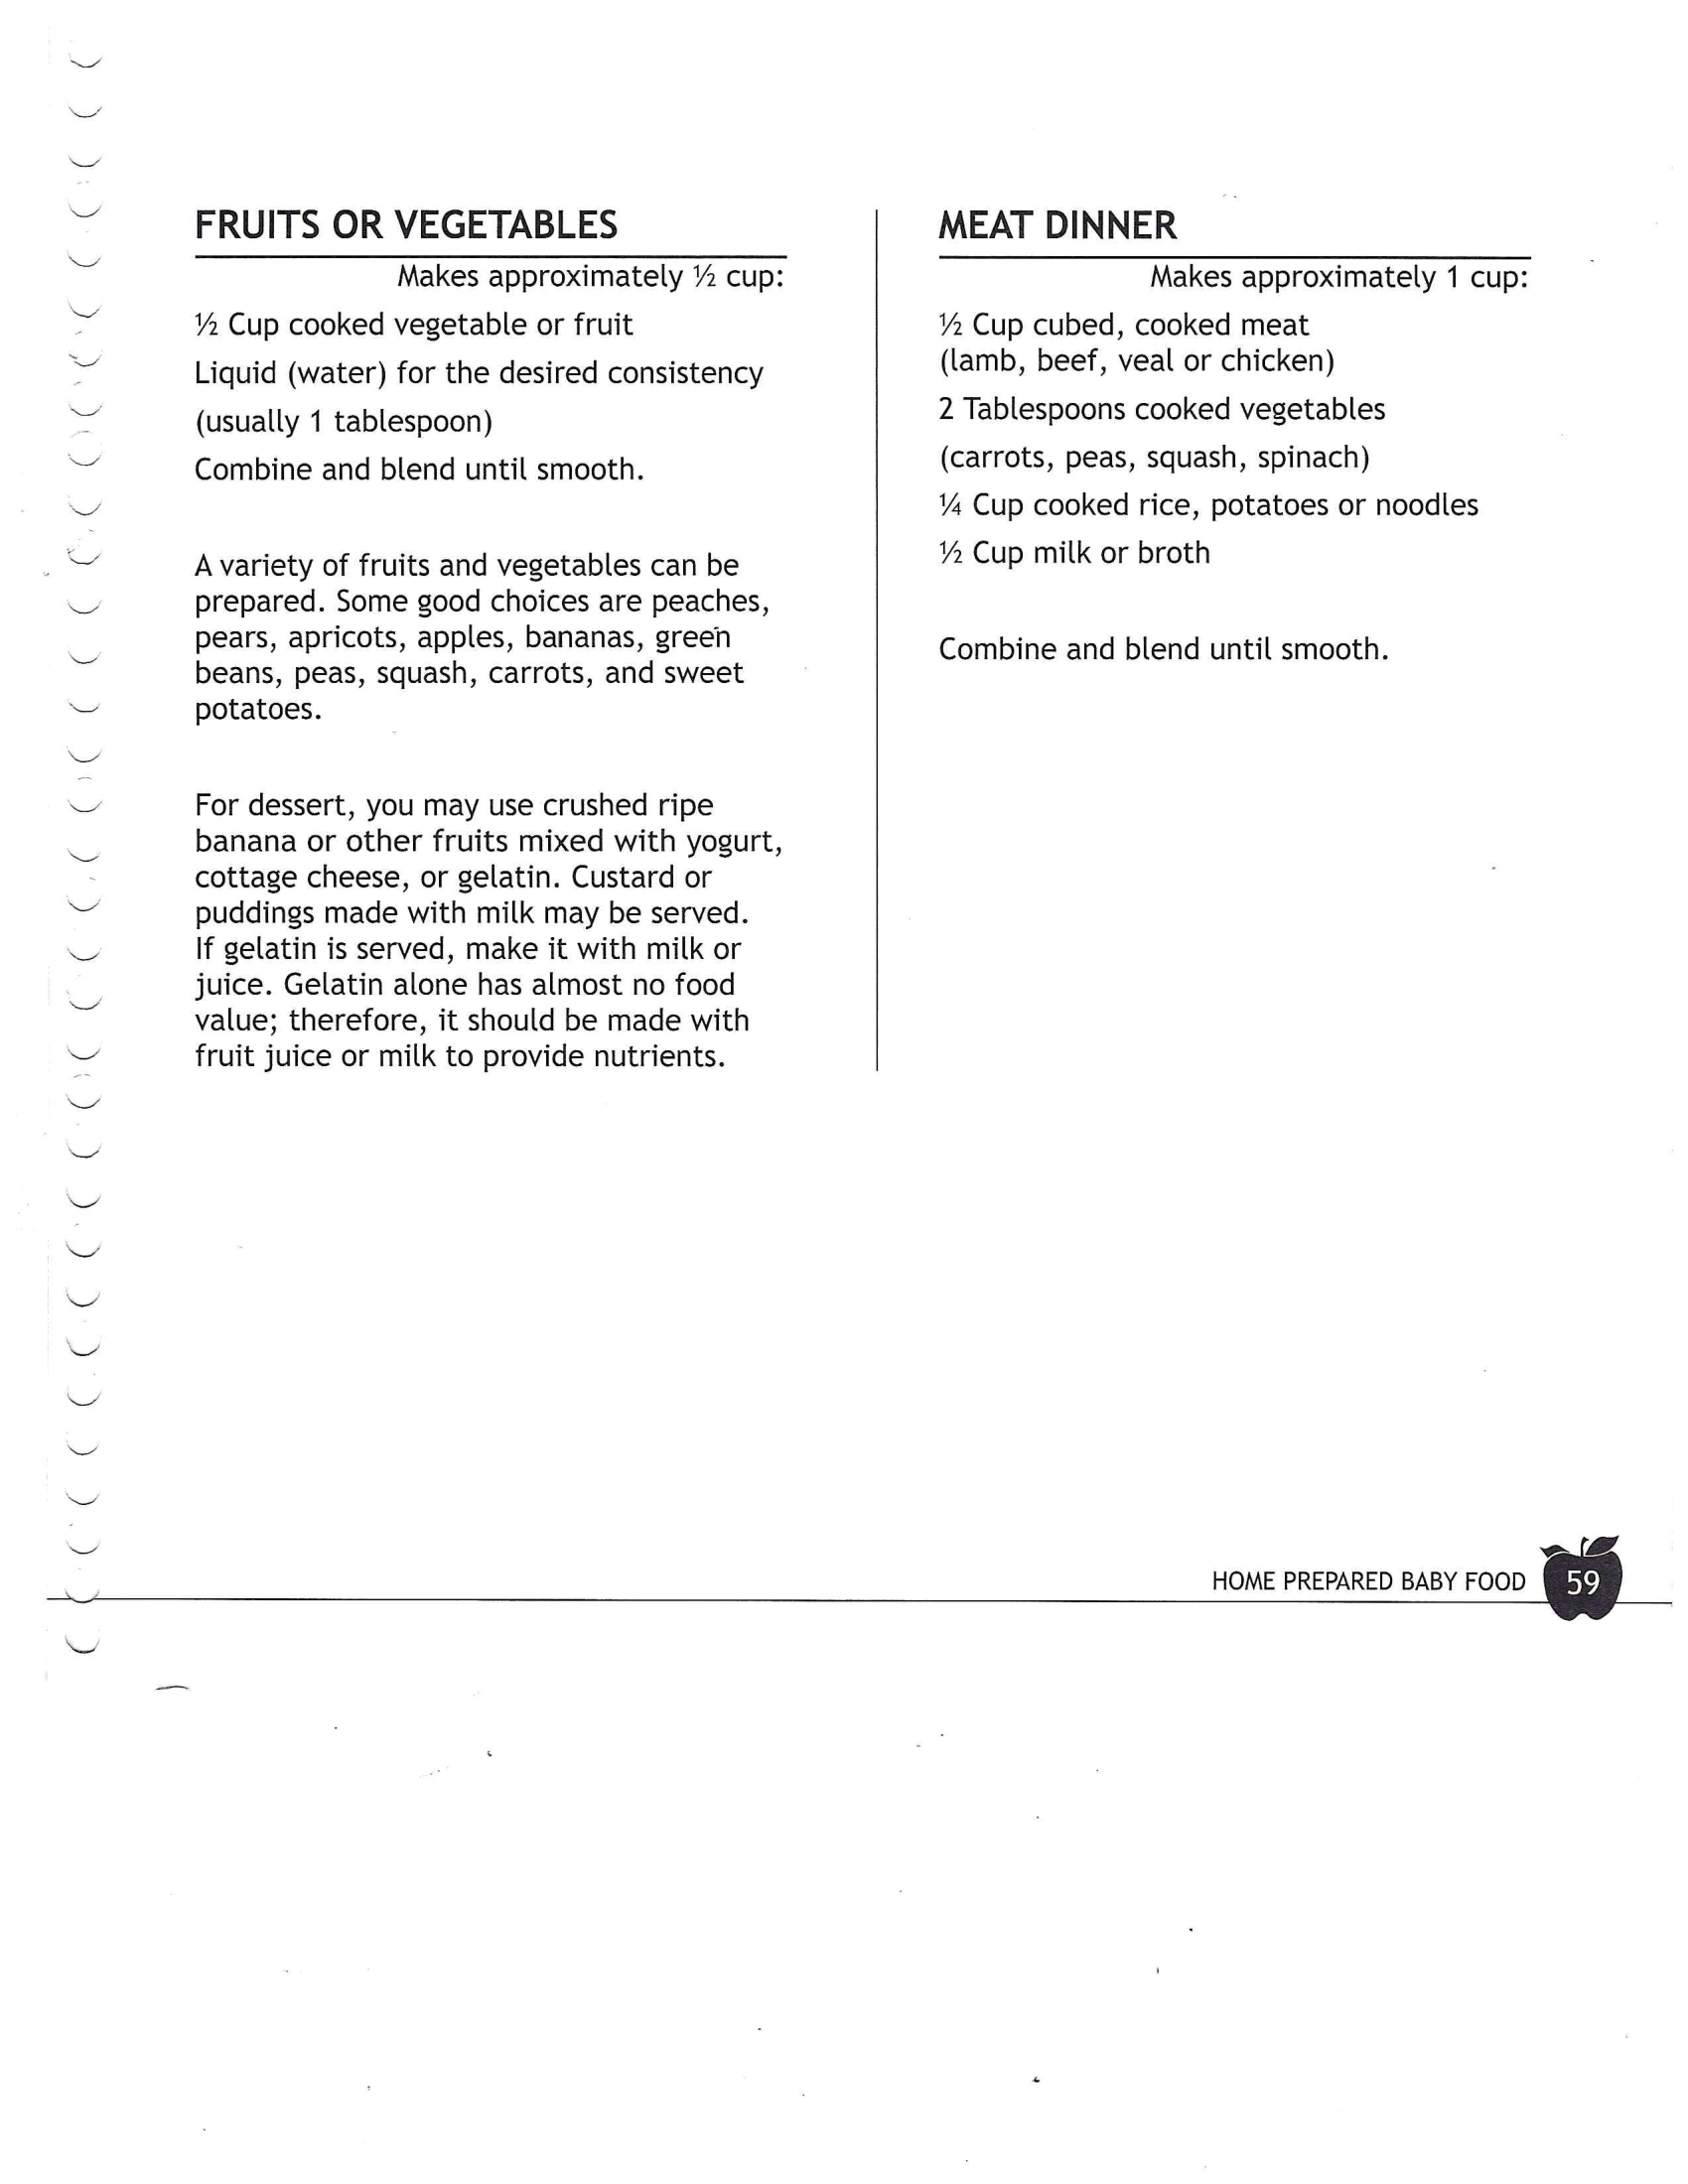 FRUITS OR VEGETABLES
Makes approximately ½ cup:
½ Cup cooked vegetable or fruit
Liquid (water) for the desired consistency
(usually 1 tablespoon)
Combine and blend until smooth.
A variety of fruits and vegetables can be
prepared. Some good choices are peaches,
pears, apricots, apples, bananas, green
beans, peas, squash, carrots, and sweet
potatoes.
For dessert, you may use crushed ripe
banana or other fruits mixed with yogurt,
cottage cheese, or gelatin. Custard or
puddings made with milk may be served.
If gelatin is served, make it with milk or
juice. Gelatin alone has almost no food
value; therefore, it should be made with
fruit juice or milk to provide nutrients.
MEAT DINNER
Makes approximately 1 cup:
½ Cup cubed, cooked meat
(lamb, beef, veal or chicken)
2 Tablespoons cooked vegetables
(carrots, peas, squash, spinach)
¼ Cup cooked rice, potatoes or noodles
½ Cup milk or broth
Combine and blend until smooth.
HOME PREPARED BABY FOOD 59